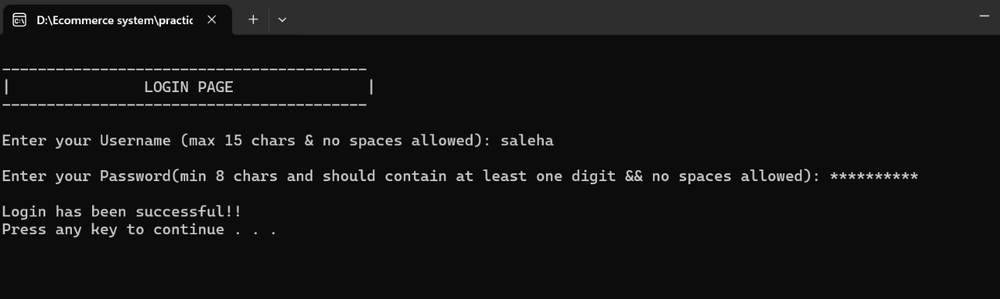 D:\Ecommerce system\practic
-----------------------------------------
|               LOGIN PAGE               |
-----------------------------------------
Enter your Username (max 15 chars & no spaces allowed): saleha
Enter your Password(min 8 chars and should contain at least one digit && no spaces allowed): **********
Login has been successful!!
Press any key to continue . . .